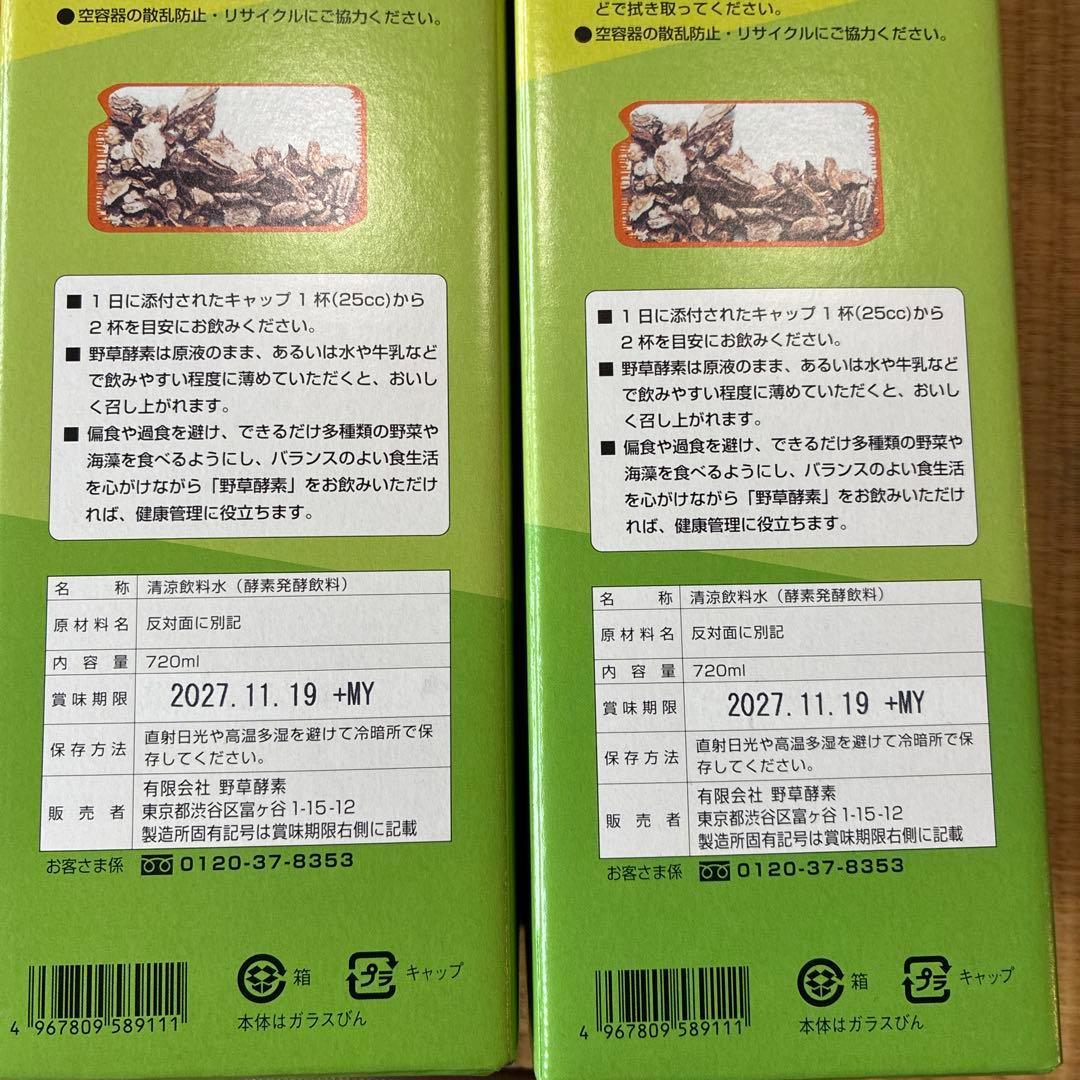 ●空容器の散乱防止・リサイクルにご協力ください。
■ 1日に添付されたキャップ1杯(25cc)から
2杯を目安にお飲みください。
■ 野草酵素は原液のまま、あるいは水や牛乳など
で飲みやすい程度に薄めていただくと、おいし
く召し上がれます。
■ 偏食や過食を避け、できるだけ多種類の野菜や
海藻を食べるようにし、バランスのよい食生活
を心がけながら「野草酵素」をお飲みいただけ
れば、健康管理に役立ちます。
名称 清涼飲料水（酵素発酵飲料）
原材料名 反対面に別記
内容量 720ml
賞味期限 2027.11.19 +MY
保存方法 直射日光や高温多湿を避けて冷暗所で保
存してください。
販売者 有限会社 野草酵素
東京都渋谷区富ヶ谷1-15-12
製造所固有記号は賞味期限右側に記載
お客さま係 0120-37-8353
箱 プラ キャップ
本体はガラスびん
4 967809 589111
どで拭き取ってください。
●空容器の散乱防止・リサイクルにご協力ください。
■ 1日に添付されたキャップ1杯(25cc)から
2杯を目安にお飲みください。
■ 野草酵素は原液のまま、あるいは水や牛乳など
で飲みやすい程度に薄めていただくと、おいし
く召し上がれます。
■ 偏食や過食を避け、できるだけ多種類の野菜や
海藻を食べるようにし、バランスのよい食生活
を心がけながら「野草酵素」をお飲みいただけ
れば、健康管理に役立ちます。
名称 清涼飲料水（酵素発酵飲料）
原材料名 反対面に別記
内容量 720ml
賞味期限 2027.11.19 +MY
保存方法 直射日光や高温多湿を避けて冷暗所で保
存してください。
販売者 有限会社 野草酵素
東京都渋谷区富ヶ谷1-15-12
製造所固有記号は賞味期限右側に記載
お客さま係 0120-37-8353
箱 プラ キャップ
本体はガラスびん
4 967809 589111